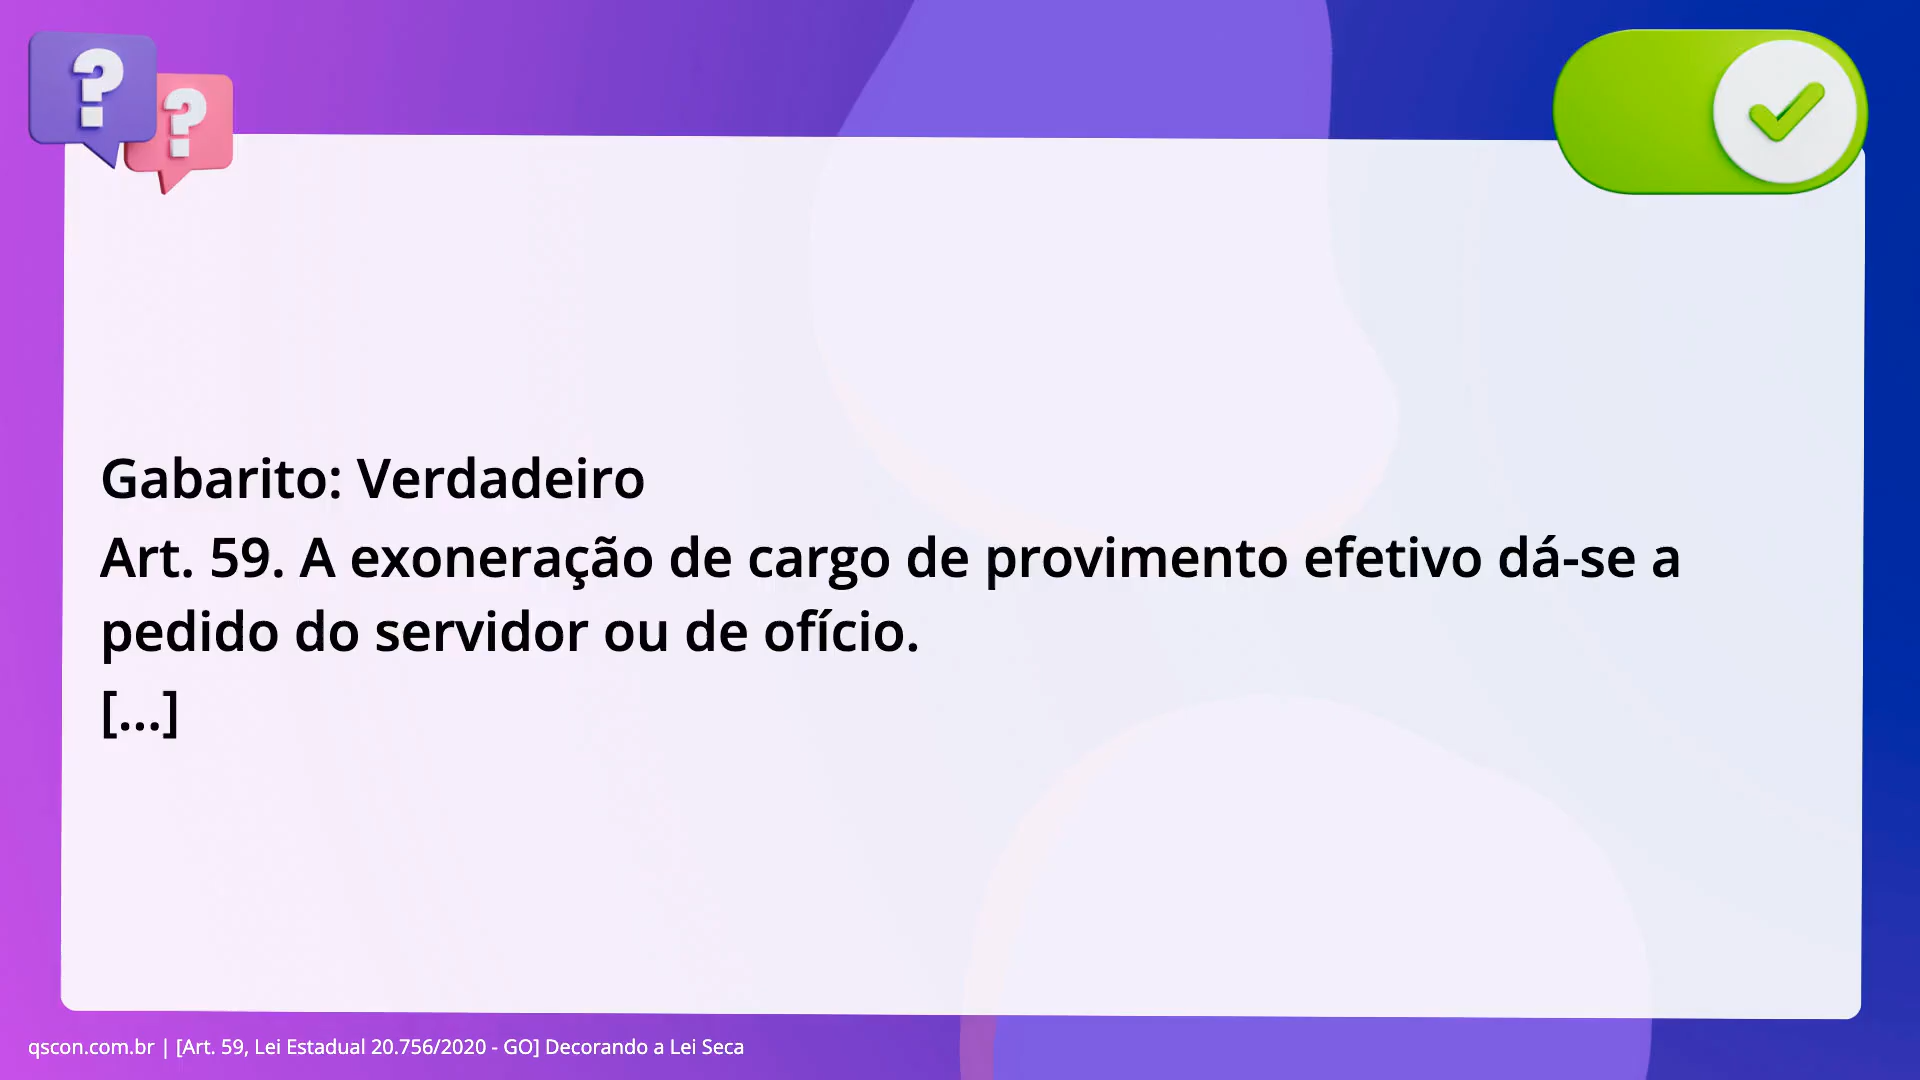 ?
?
Gabarito: Verdadeiro
Art. 59. A exoneração de cargo de provimento efetivo dá-se a
pedido do servidor ou de ofício.
[...]
qscon.com.br | [Art. 59, Lei Estadual 20.756/2020 - GO] Decorando a Lei Seca